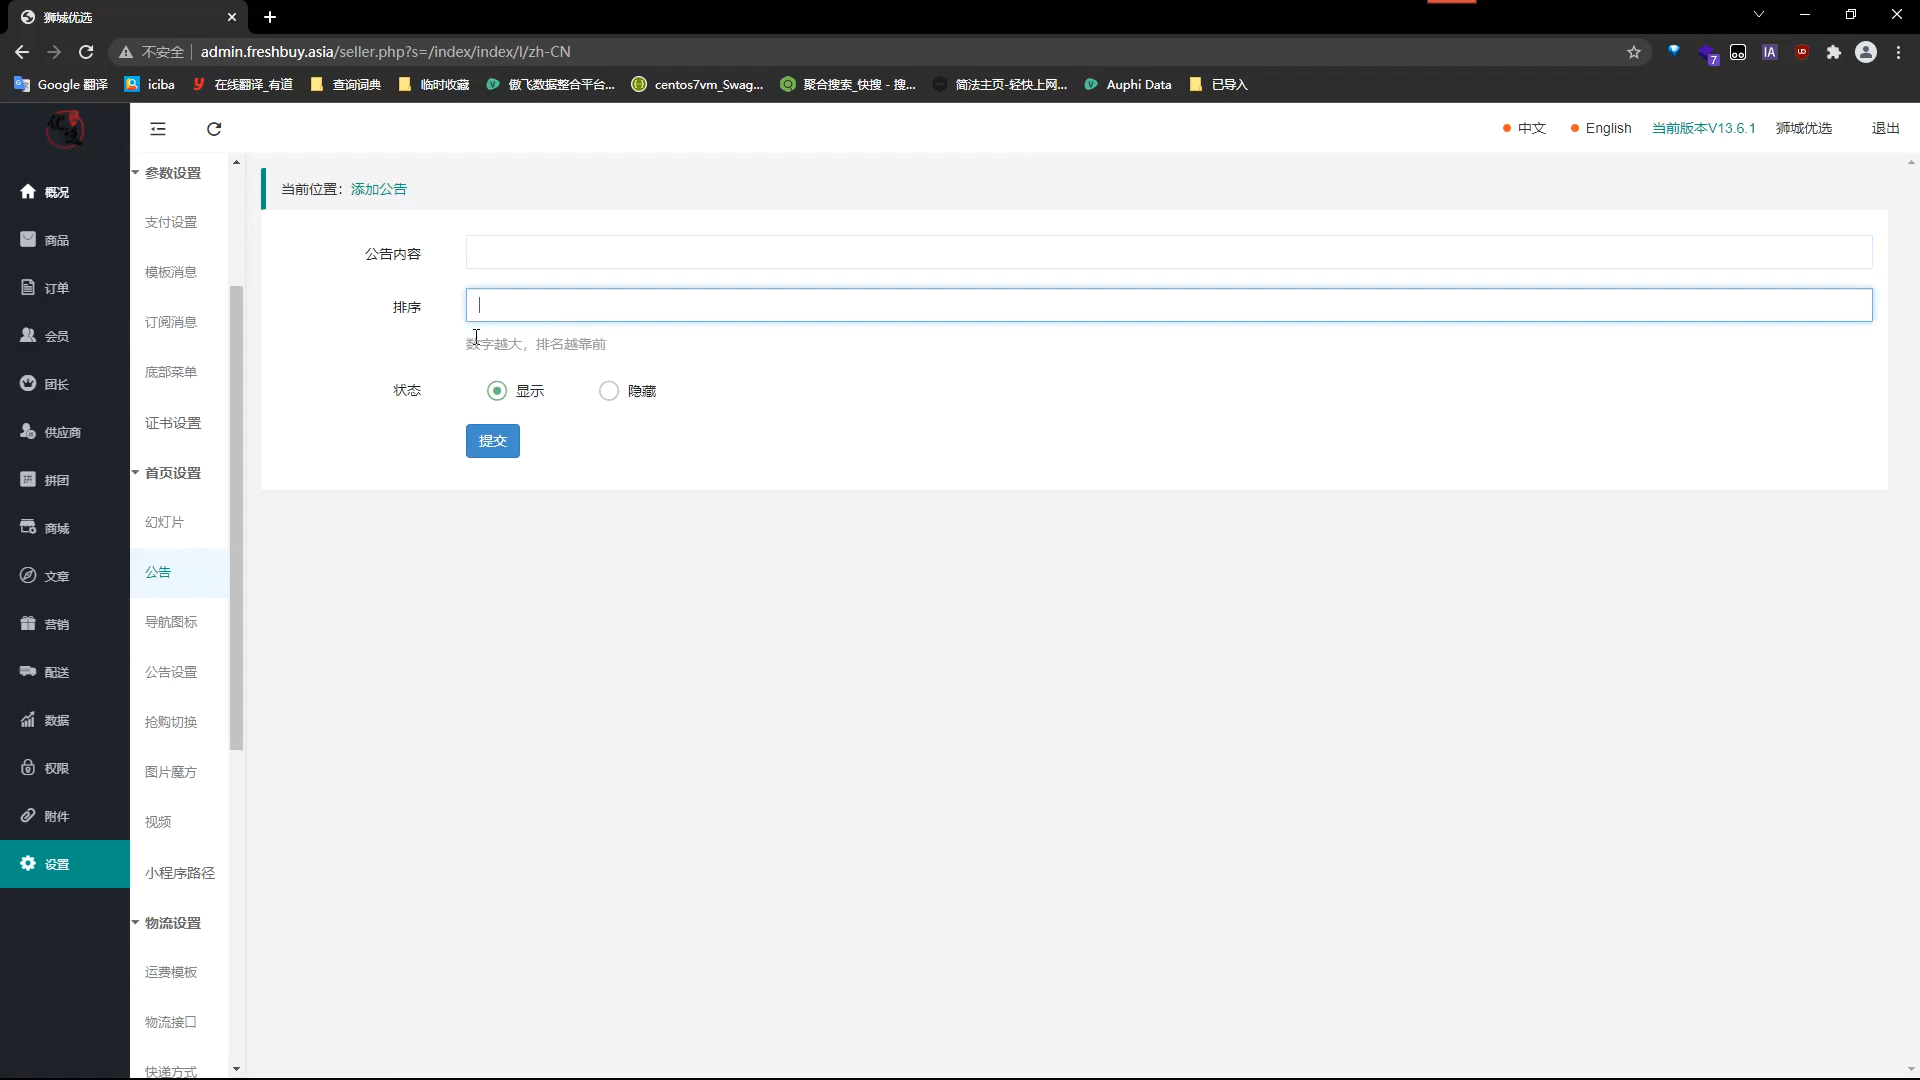 狮城优选
不安全
admin.freshbuy.asia/seller.php?s=/index/index/l/zh-CN
7
IA
Google 翻译
iciba
在线翻译_有道
查询词典
临时收藏
傲飞数据整合平台...
centos7vm_Swag...
聚合搜索_快搜 - 搜...
简法主页-轻快上网...
Auphi Data
已导入
中文
English
当前版本V13.6.1
狮城优选
退出
概况
商品
订单
会员
团长
供应商
拼团
商城
文章
营销
配送
数据
权限
附件
设置
参数设置
支付设置
模板消息
订阅消息
底部菜单
证书设置
首页设置
幻灯片
公告
导航图标
公告设置
抢购切换
图片魔方
视频
小程序路径
物流设置
运费模板
物流接口
快递方式
当前位置：添加公告
公告内容
排序
数字越大，排名越靠前
状态
显示
隐藏
提交